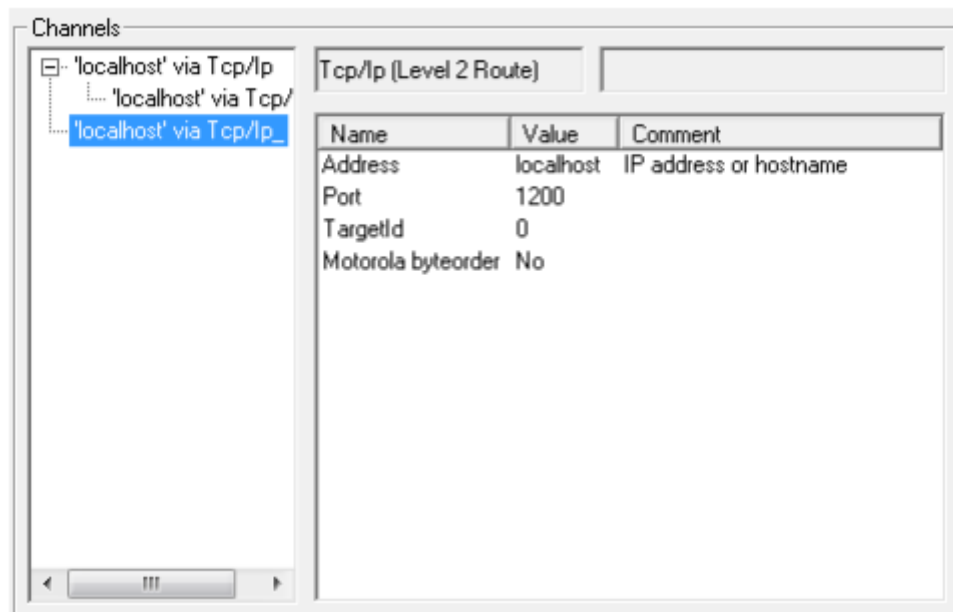 Channels
'localhost' via Tcp/Ip
'localhost' via Tcp/
'localhost' via Tcp/Ip_
Tcp/Ip (Level 2 Route)
Name Value Comment
Address localhost IP address or hostname
Port 1200
TargetId 0
Motorola byteorder No